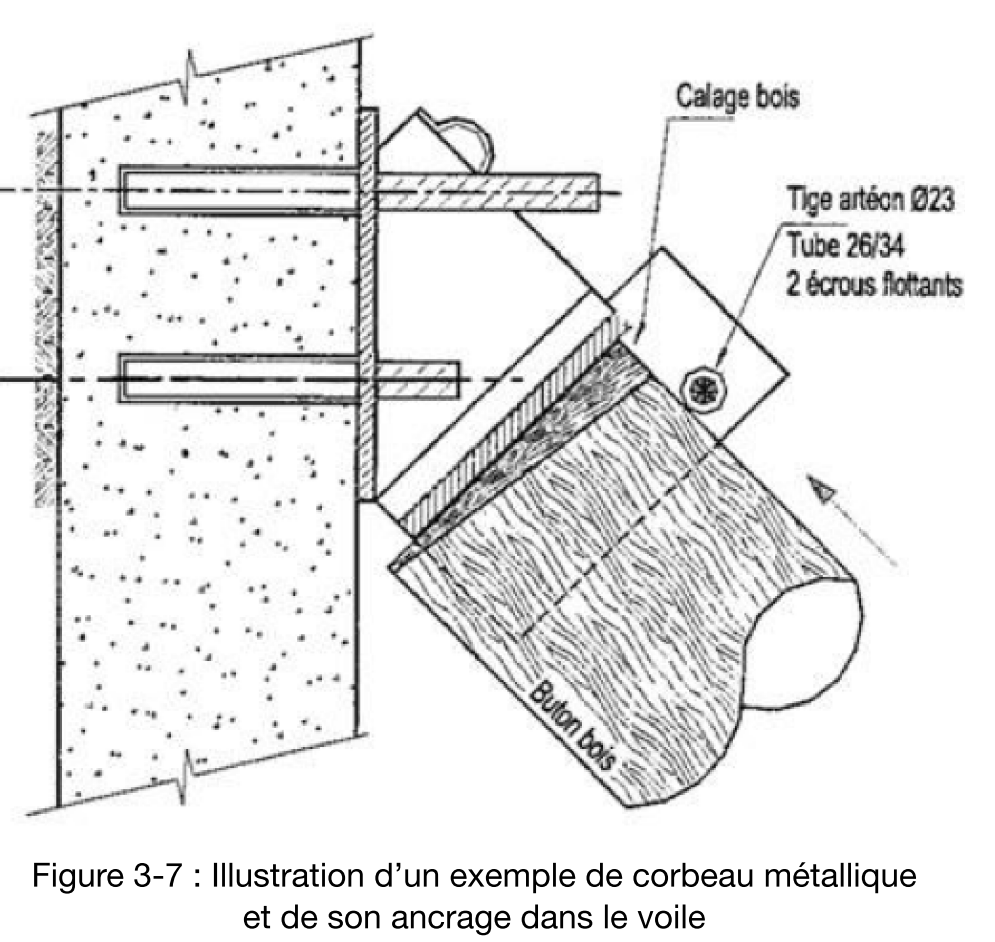 Calage bois
Tige artéon Ø23
Tube 26/34
2 écrous flottants
Buton bois
Figure 3-7 : Illustration d’un exemple de corbeau métallique
et de son ancrage dans le voile